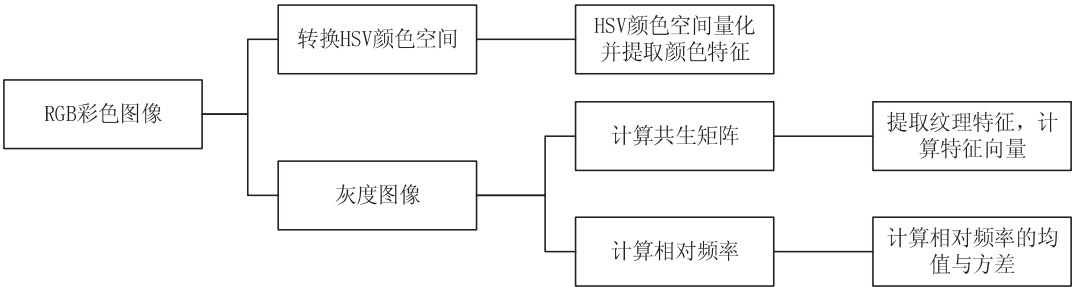 RGB彩色图像
转换HSV颜色空间
HSV颜色空间量化
并提取颜色特征
灰度图像
计算共生矩阵
提取纹理特征，计
算特征向量
计算相对频率
计算相对频率的均
值与方差